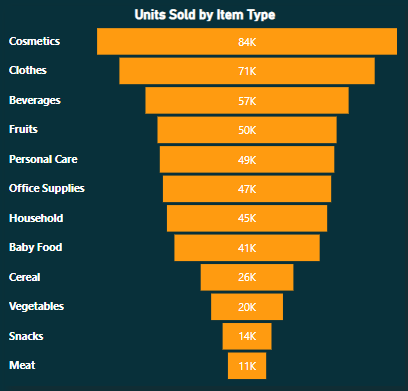 Units Sold by Item Type
Cosmetics 84K
Clothes 71K
Beverages 57K
Fruits 50K
Personal Care 49K
Office Supplies 47K
Household 45K
Baby Food 41K
Cereal 26K
Vegetables 20K
Snacks 14K
Meat 11K